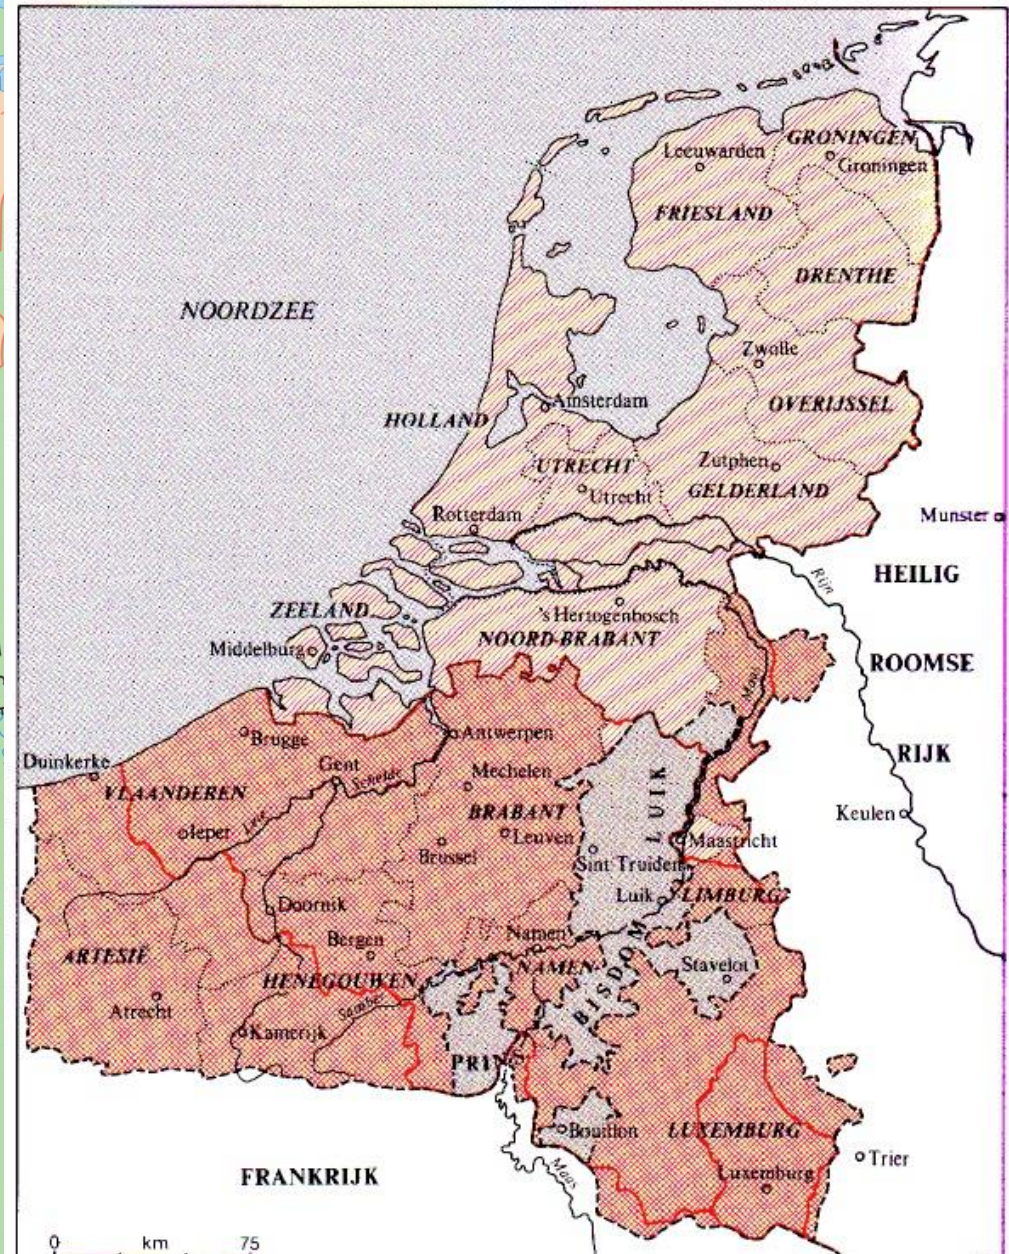 GRONINGEN
Leeuwarden
Groningen
FRIESLAND
DRENTHE
NOORDZEE
Zwolle
Amsterdam
OVERIJSSEL
HOLLAND
UTRECHT
Zutphen
Utrecht
GELDERLAND
Rotterdam
Munster
Rijn
HEILIG
ZEELAND
's Hertogenbosch
NOORD-BRABANT
Middelburg
ROOMSE
Maas
Brugge
Antwerpen
RIJK
Duinkerke
Gent
Schelde
Mechelen
VLAANDEREN
LUIK
BRABANT
Keulen
Ieper
Leie
Leuven
Maastricht
Brussel
Sint Truiden
Luik
LIMBURG
Doornik
Bergen
Namen
ARTESIË
HENEGOUWEN
NAMEN
BISDOM
Stavelot
Atrecht
Sambre
Kamerijk
PRINS
Bouillon
LUXEMBURG
Trier
FRANKRIJK
Maas
Luxemburg
0 km 75